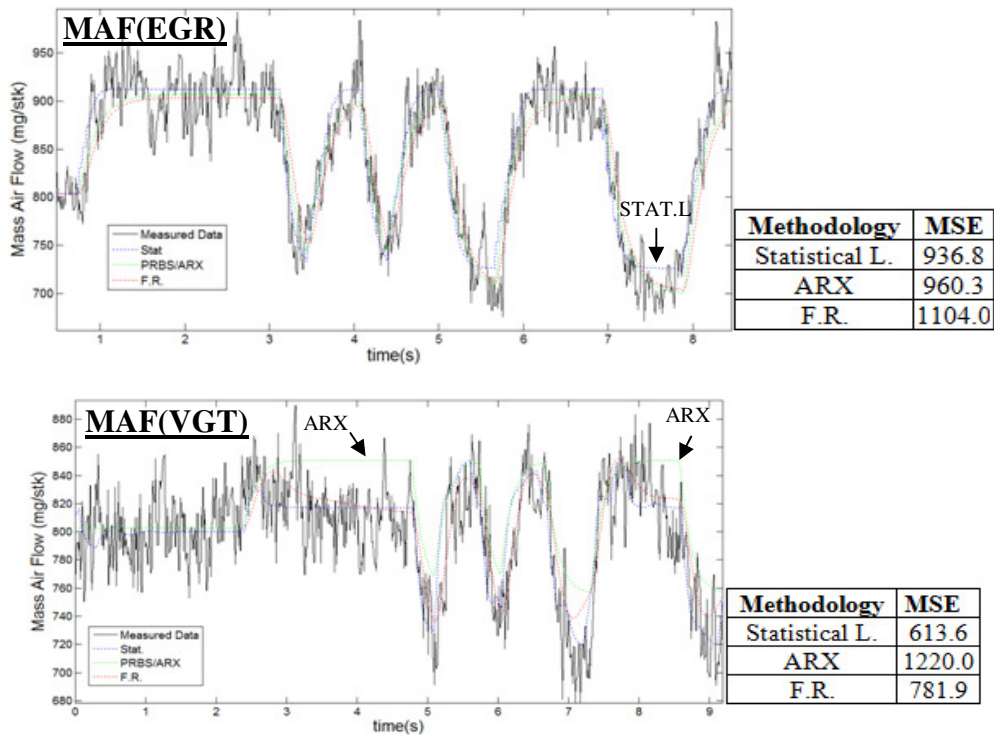 MAF(EGR)
Mass Air Flow (mg/stk)
950
900
850
800
750
700
Measured Data
Stat
PRBS/ARX
F.R.
STAT.L
1 2 3 4 5 6 7 8
time(s)
Methodology MSE
Statistical L. 936.8
ARX 960.3
F.R. 1104.0
MAF(VGT)
ARX
ARX
Mass Air Flow (mg/stk)
880
860
840
820
800
780
760
740
720
700
680
Measured Data
Stat.
PRBS/ARX
F.R.
0 1 2 3 4 5 6 7 8 9
time(s)
Methodology MSE
Statistical L. 613.6
ARX 1220.0
F.R. 781.9